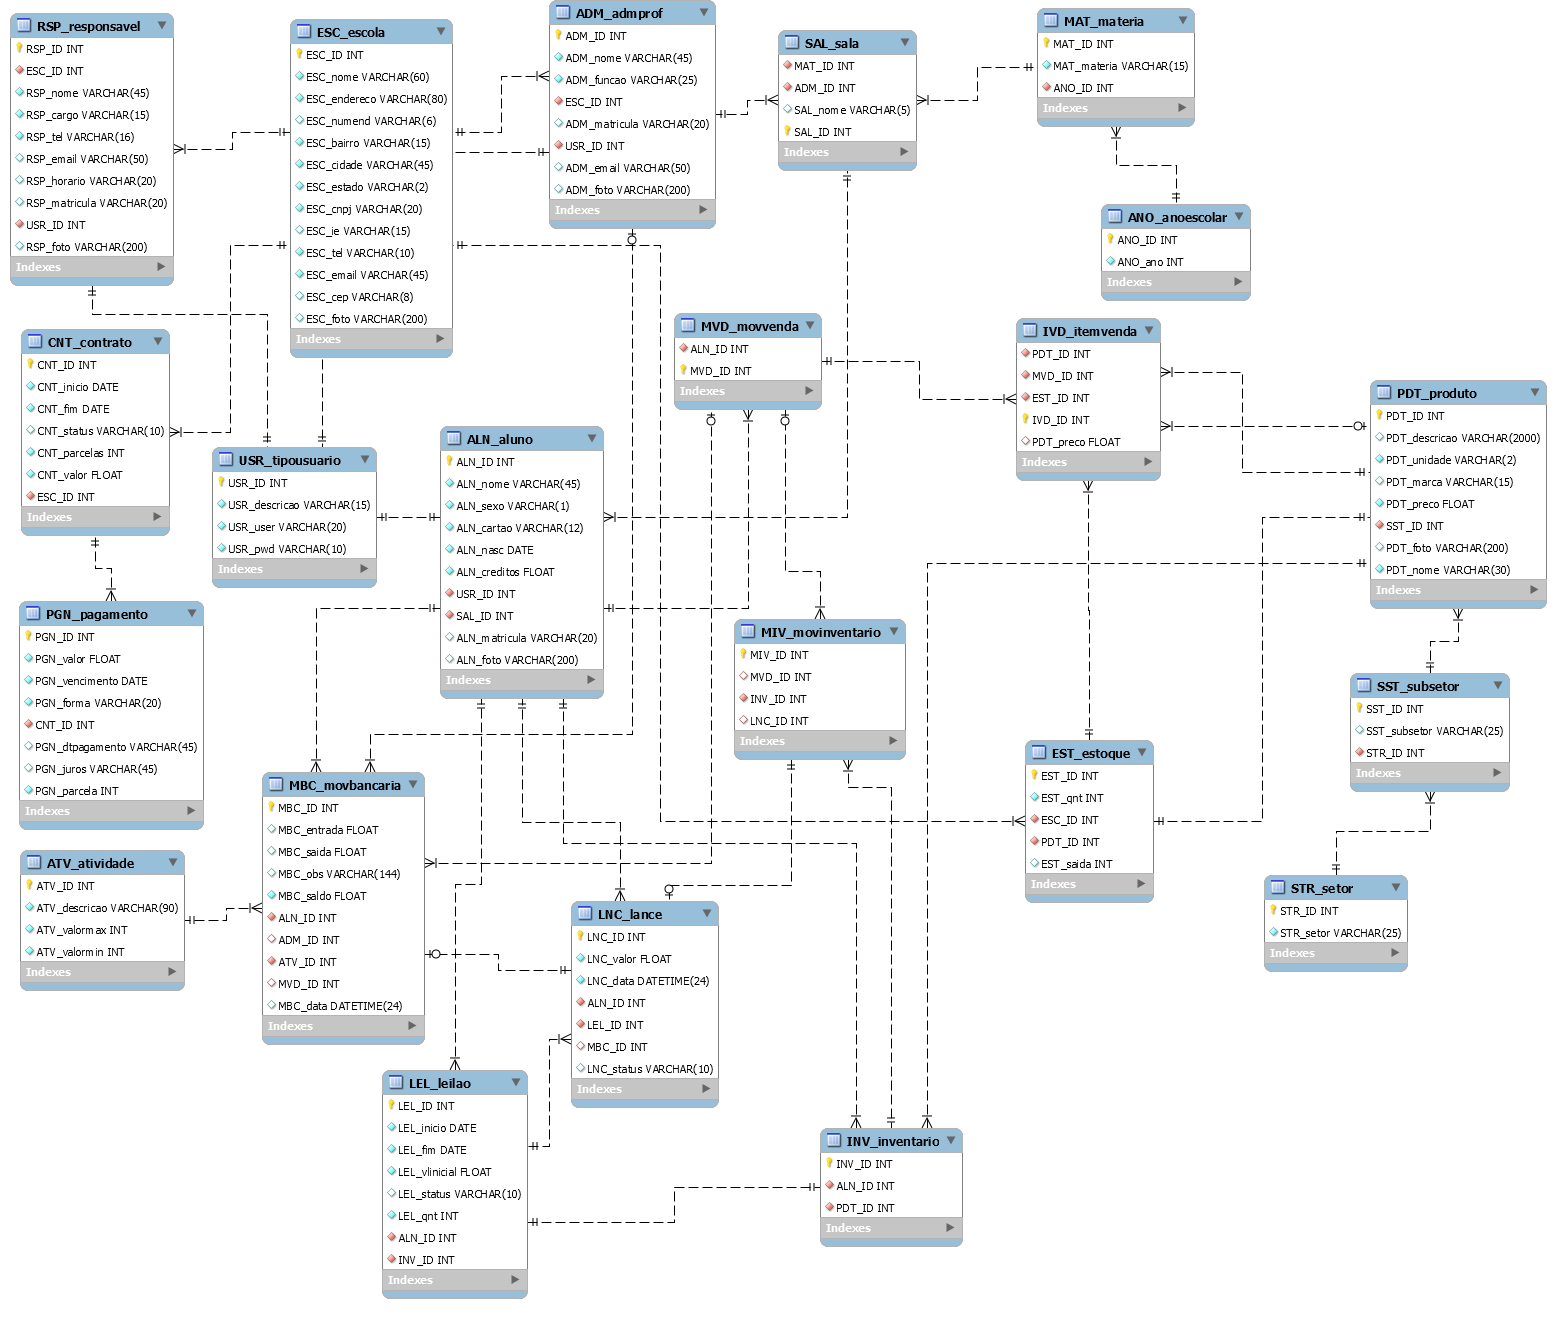 RSP_responsavel
RSP_ID INT
ESC_ID INT
RSP_nome VARCHAR(45)
RSP_cargo VARCHAR(15)
RSP_tel VARCHAR(16)
RSP_email VARCHAR(50)
RSP_horario VARCHAR(20)
RSP_matricula VARCHAR(20)
USR_ID INT
RSP_foto VARCHAR(200)
Indexes
ESC_escola
ESC_ID INT
ESC_nome VARCHAR(60)
ESC_endereco VARCHAR(80)
ESC_numend VARCHAR(6)
ESC_bairro VARCHAR(15)
ESC_cidade VARCHAR(45)
ESC_estado VARCHAR(2)
ESC_cnpj VARCHAR(20)
ESC_ie VARCHAR(15)
ESC_tel VARCHAR(10)
ESC_email VARCHAR(45)
ESC_cep VARCHAR(8)
ESC_foto VARCHAR(200)
Indexes
ADM_admprof
ADM_ID INT
ADM_nome VARCHAR(45)
ADM_funcao VARCHAR(25)
ESC_ID INT
ADM_matricula VARCHAR(20)
USR_ID INT
ADM_email VARCHAR(50)
ADM_foto VARCHAR(200)
Indexes
SAL_sala
MAT_ID INT
ADM_ID INT
SAL_nome VARCHAR(5)
SAL_ID INT
Indexes
MAT_materia
MAT_ID INT
MAT_materia VARCHAR(15)
ANO_ID INT
Indexes
ANO_anoescolar
ANO_ID INT
ANO_ano INT
Indexes
CNT_contrato
CNT_ID INT
CNT_inicio DATE
CNT_fim DATE
CNT_status VARCHAR(10)
CNT_parcelas INT
CNT_valor FLOAT
ESC_ID INT
Indexes
USR_tipousuario
USR_ID INT
USR_descricao VARCHAR(15)
USR_user VARCHAR(20)
USR_pwd VARCHAR(10)
Indexes
ALN_aluno
ALN_ID INT
ALN_nome VARCHAR(45)
ALN_sexo VARCHAR(1)
ALN_cartao VARCHAR(12)
ALN_nasc DATE
ALN_creditos FLOAT
USR_ID INT
SAL_ID INT
ALN_matricula VARCHAR(20)
ALN_foto VARCHAR(200)
Indexes
MVD_movvenda
ALN_ID INT
MVD_ID INT
Indexes
IVD_itemvenda
PDT_ID INT
MVD_ID INT
EST_ID INT
IVD_ID INT
PDT_preco FLOAT
Indexes
PDT_produto
PDT_ID INT
PDT_descricao VARCHAR(2000)
PDT_unidade VARCHAR(2)
PDT_marca VARCHAR(15)
PDT_preco FLOAT
SST_ID INT
PDT_foto VARCHAR(200)
PDT_nome VARCHAR(30)
Indexes
PGN_pagamento
PGN_ID INT
PGN_valor FLOAT
PGN_vencimento DATE
PGN_forma VARCHAR(20)
CNT_ID INT
PGN_dtpagamento VARCHAR(45)
PGN_juros VARCHAR(45)
PGN_parcela INT
Indexes
MIV_movinventario
MIV_ID INT
MVD_ID INT
INV_ID INT
LNC_ID INT
Indexes
SST_subsetor
SST_ID INT
SST_subsetor VARCHAR(25)
STR_ID INT
Indexes
EST_estoque
EST_ID INT
EST_qnt INT
ESC_ID INT
PDT_ID INT
EST_saida INT
Indexes
MBC_movbancaria
MBC_ID INT
MBC_entrada FLOAT
MBC_saida FLOAT
MBC_obs VARCHAR(144)
MBC_saldo FLOAT
ALN_ID INT
ADM_ID INT
ATV_ID INT
MVD_ID INT
MBC_data DATETIME(24)
Indexes
ATV_atividade
ATV_ID INT
ATV_descricao VARCHAR(90)
ATV_valormax INT
ATV_valormin INT
Indexes
STR_setor
STR_ID INT
STR_setor VARCHAR(25)
Indexes
LNC_lance
LNC_ID INT
LNC_valor FLOAT
LNC_data DATETIME(24)
ALN_ID INT
LEL_ID INT
MBC_ID INT
LNC_status VARCHAR(10)
Indexes
LEL_leilao
LEL_ID INT
LEL_inicio DATE
LEL_fim DATE
LEL_vlinicial FLOAT
LEL_status VARCHAR(10)
LEL_qnt INT
ALN_ID INT
INV_ID INT
Indexes
INV_inventario
INV_ID INT
ALN_ID INT
PDT_ID INT
Indexes